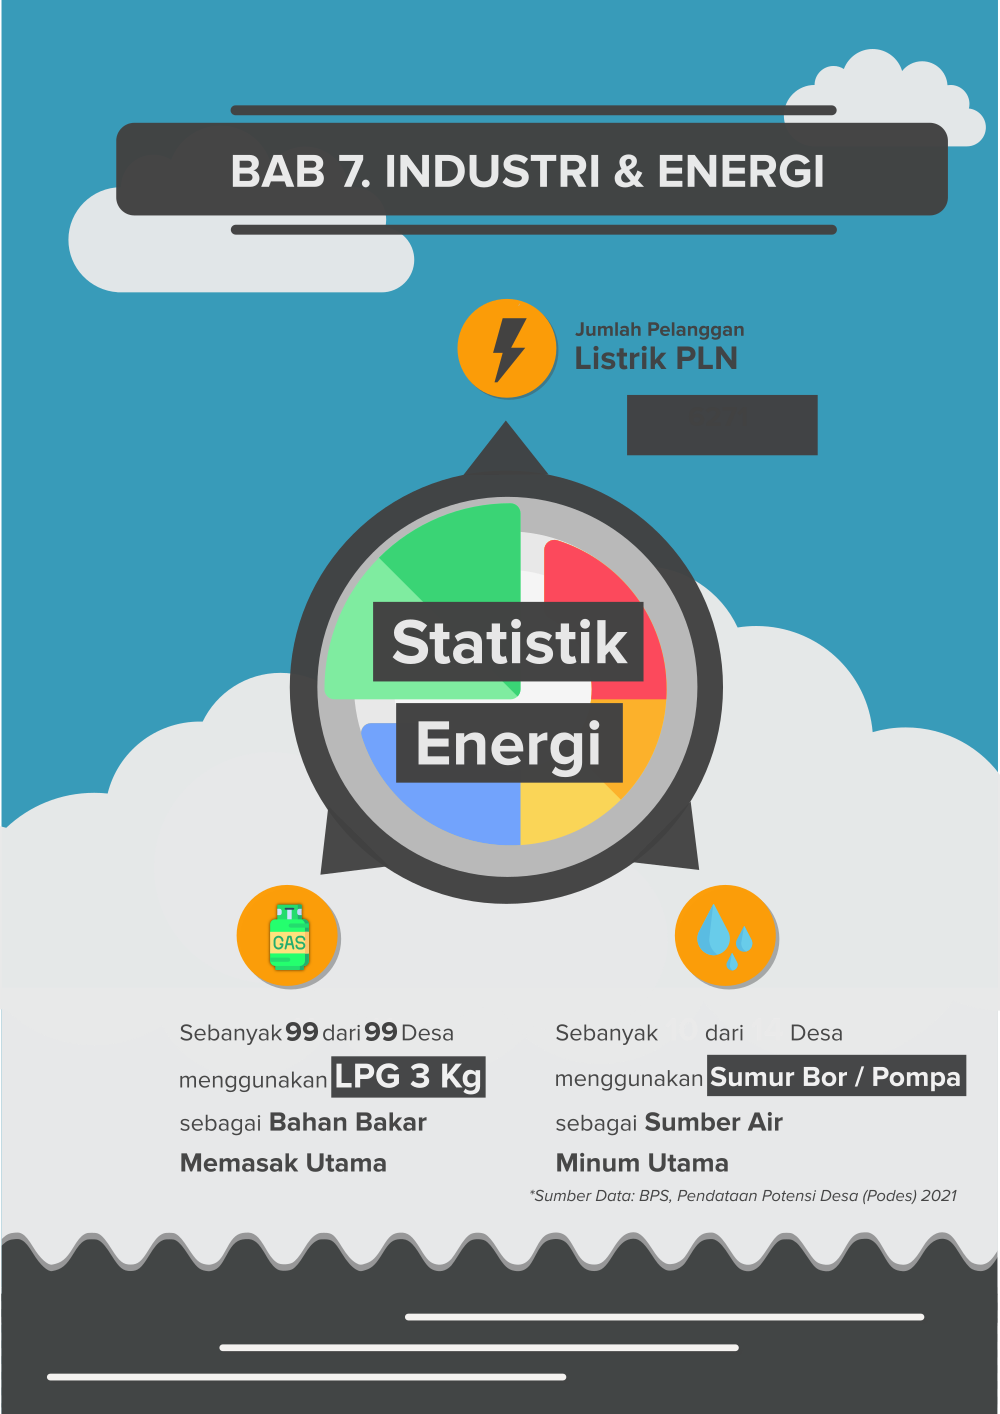 BAB 7. INDUSTRI & ENERGI
Jumlah Pelanggan
Listrik PLN
Statistik
Energi
GAS
Sebanyak 99 dari 99 Desa
menggunakan LPG 3 Kg
sebagai Bahan Bakar
Memasak Utama
Sebanyak dari Desa
menggunakan Sumur Bor / Pompa
sebagai Sumber Air
Minum Utama
*Sumber Data: BPS, Pendataan Potensi Desa (Podes) 2021